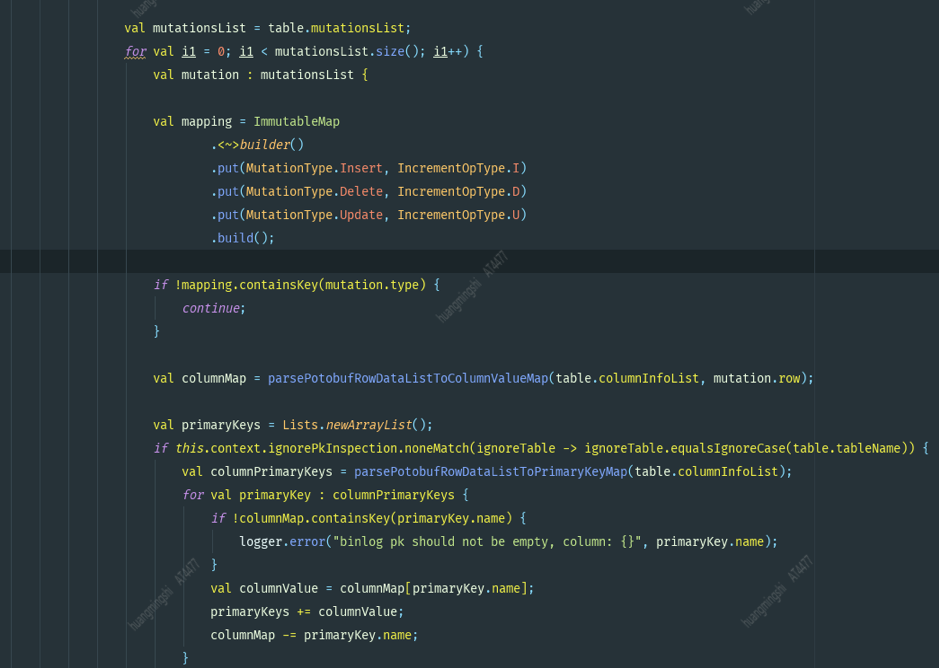 val mutationsList = table.mutationsList;
for val i1 = 0; i1 < mutationsList.size(); i1++) {
val mutation : mutationsList {
val mapping = ImmutableMap
.<~>builder()
.put(MutationType.Insert, IncrementOpType.I)
.put(MutationType.Delete, IncrementOpType.D)
.put(MutationType.Update, IncrementOpType.U)
.build();
if !mapping.containsKey(mutation.type) {
continue;
}
val columnMap = parsePotobufRowDataListToColumnValueMap(table.columnInfoList, mutation.row);
val primaryKeys = Lists.newArrayList();
if this.context.ignorePkInspection.noneMatch(ignoreTable -> ignoreTable.equalsIgnoreCase(table.tableName)) {
val columnPrimaryKeys = parsePotobufRowDataListToPrimaryKeyMap(table.columnInfoList);
for val primaryKey : columnPrimaryKeys {
if !columnMap.containsKey(primaryKey.name) {
logger.error("binlog pk should not be empty, column: {}", primaryKey.name);
}
val columnValue = columnMap[primaryKey.name];
primaryKeys += columnValue;
columnMap -= primaryKey.name;
}
huangmingshi AT4477
huangmingshi AT4477
huangmingshi AT4477